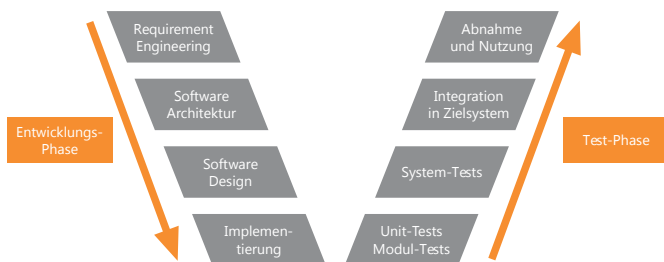 Requirement
Engineering
Abnahme
und Nutzung
Software
Architektur
Integration
in Zielsystem
Entwicklungs-
Phase
Test-Phase
Software
Design
System-Tests
Implemen-
tierung
Unit-Tests
Modul-Tests